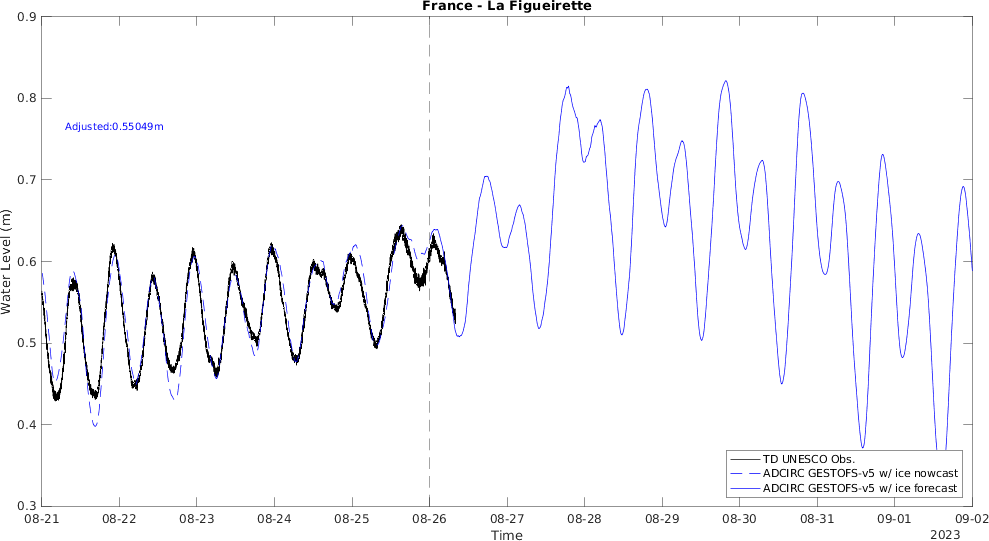 France - La Figueirette
0.9
0.8
0.7
0.6
0.5
0.4
0.3
Water Level (m)
Adjusted:0.55049m
TD UNESCO Obs.
ADCIRC GESTOFS-v5 w/ ice nowcast
ADCIRC GESTOFS-v5 w/ ice forecast
08-21 08-22 08-23 08-24 08-25 08-26 08-27 08-28 08-29 08-30 08-31 09-01 09-02
Time
2023